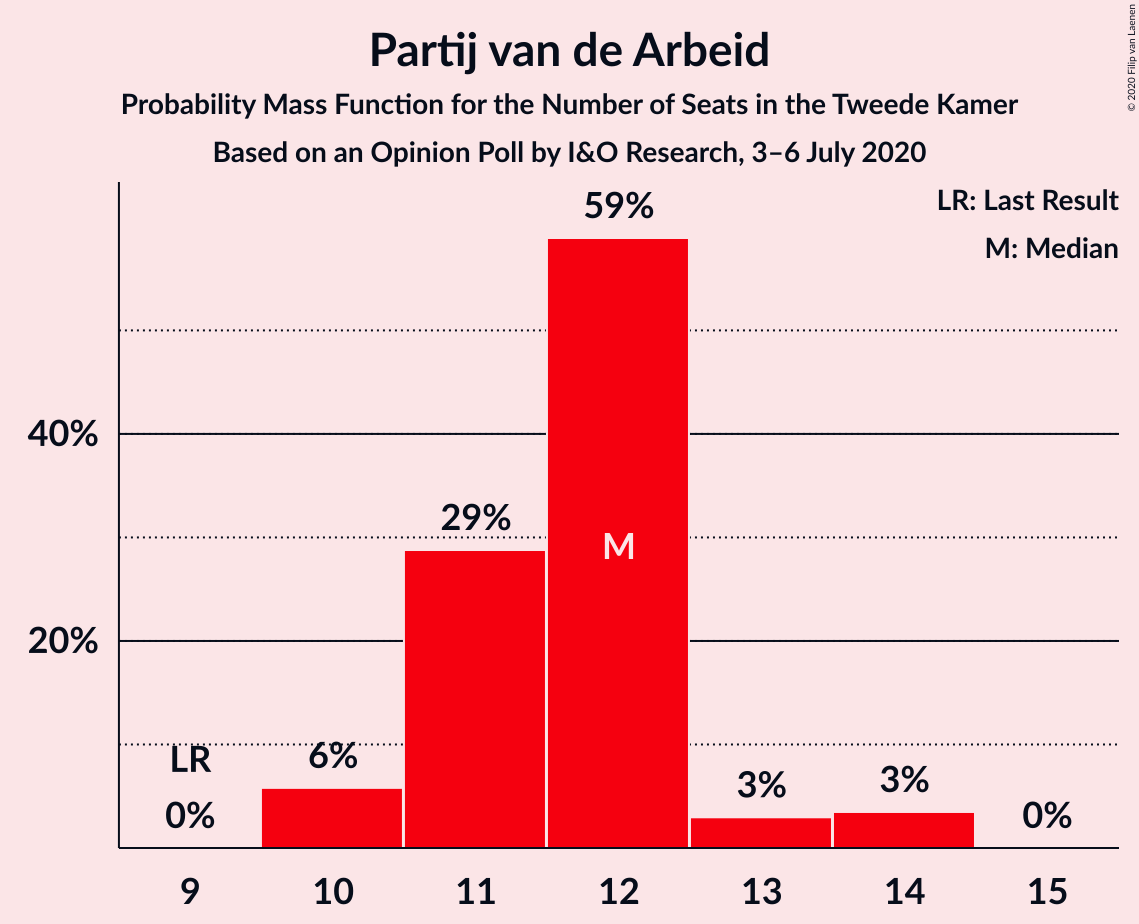 Partij van de Arbeid
Probability Mass Function for the Number of Seats in the Tweede Kamer
Based on an Opinion Poll by I&O Research, 3–6 July 2020
© 2020 Filip van Laenen
LR: Last Result
M: Median
59%
40%
29%
M
20%
LR
6%
3%
3%
0%
0%
9 10 11 12 13 14 15